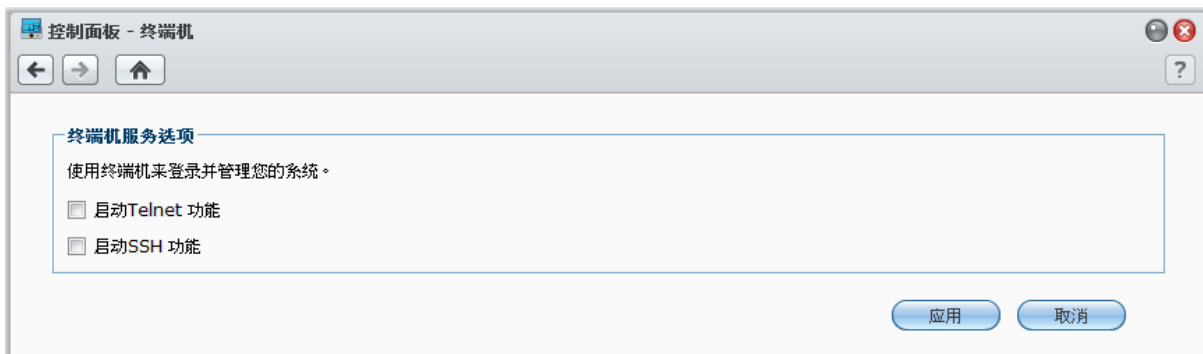 控制面板 - 终端机
?
终端机服务选项
使用终端机来登录并管理您的系统。
启动Telnet 功能
启动SSH 功能
应用
取消